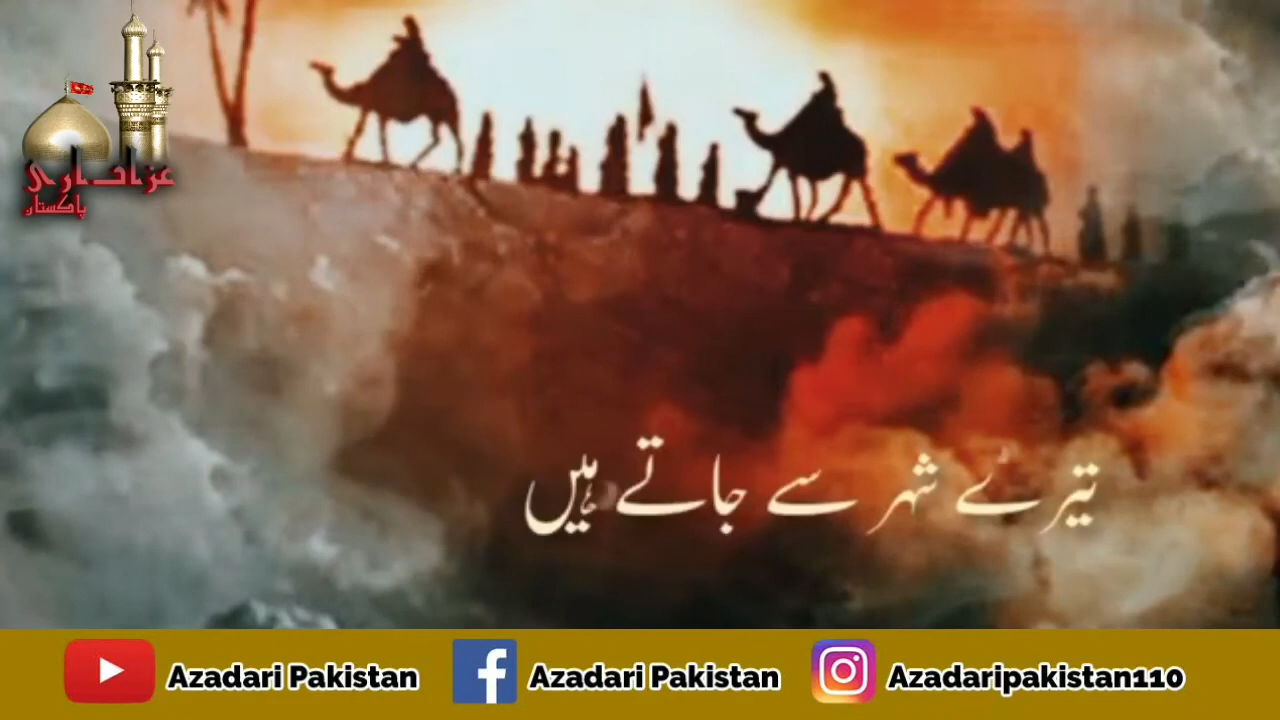 عزاداری
پاکستان
تیرے شہر سے جاتے ہیں
Azadari Pakistan
Azadari Pakistan
Azadaripakistan110